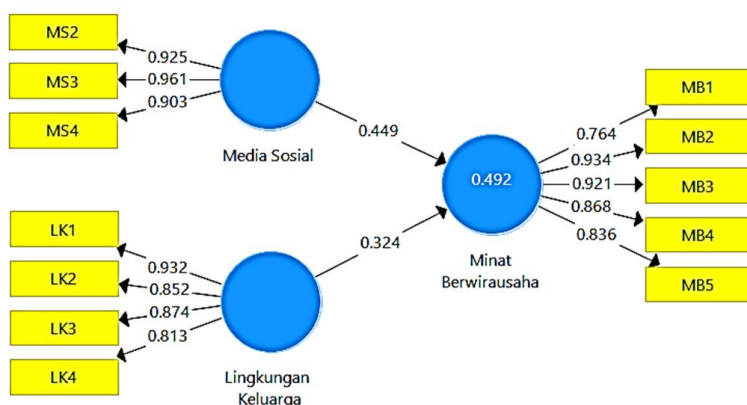 MS2
MS3
MS4
0.925
0.961
0.903
Media Sosial
0.449
LK1
LK2
LK3
LK4
0.932
0.852
0.874
0.813
Lingkungan
Keluarga
0.324
0.492
Minat
Berwirausaha
0.764
0.934
0.921
0.868
0.836
MB1
MB2
MB3
MB4
MB5